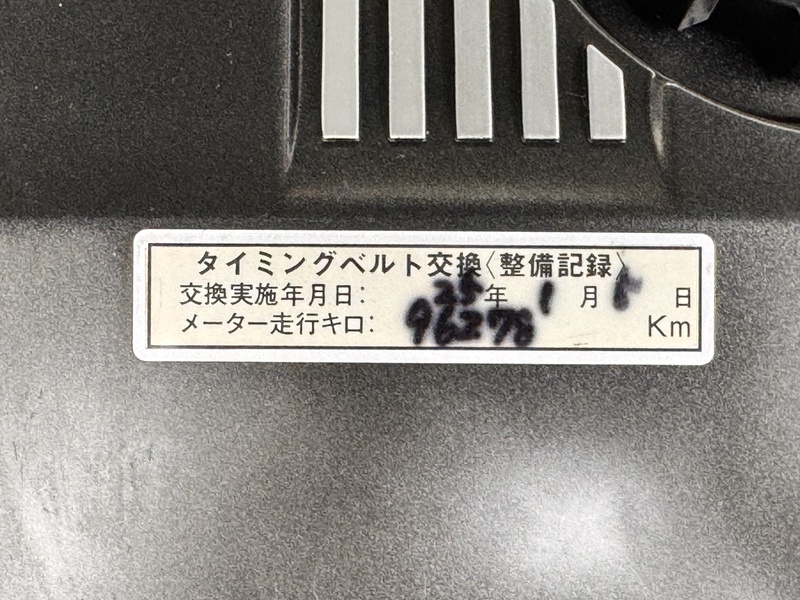 タイミングベルト交換〈整備記録〉
交換実施年月日: 25年 1月 日
メーター走行キロ: 96278 Km